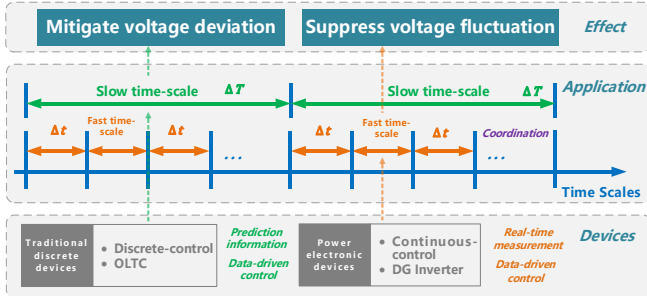 Mitigate voltage deviation
Suppress voltage fluctuation
Effect
Slow time-scale ΔT
Slow time-scale ΔT
Application
Δt
Fast time-
scale
Δt
...
Δt
Fast time-
scale
Δt
Coordination
...
Time Scales
Traditional
discrete
devices
• Discrete-control
• OLTC
Prediction
information
Data-driven
control
Power
electronic
devices
• Continuous-
control
• DG Inverter
Real-time
measurement
Data-driven
control
Devices